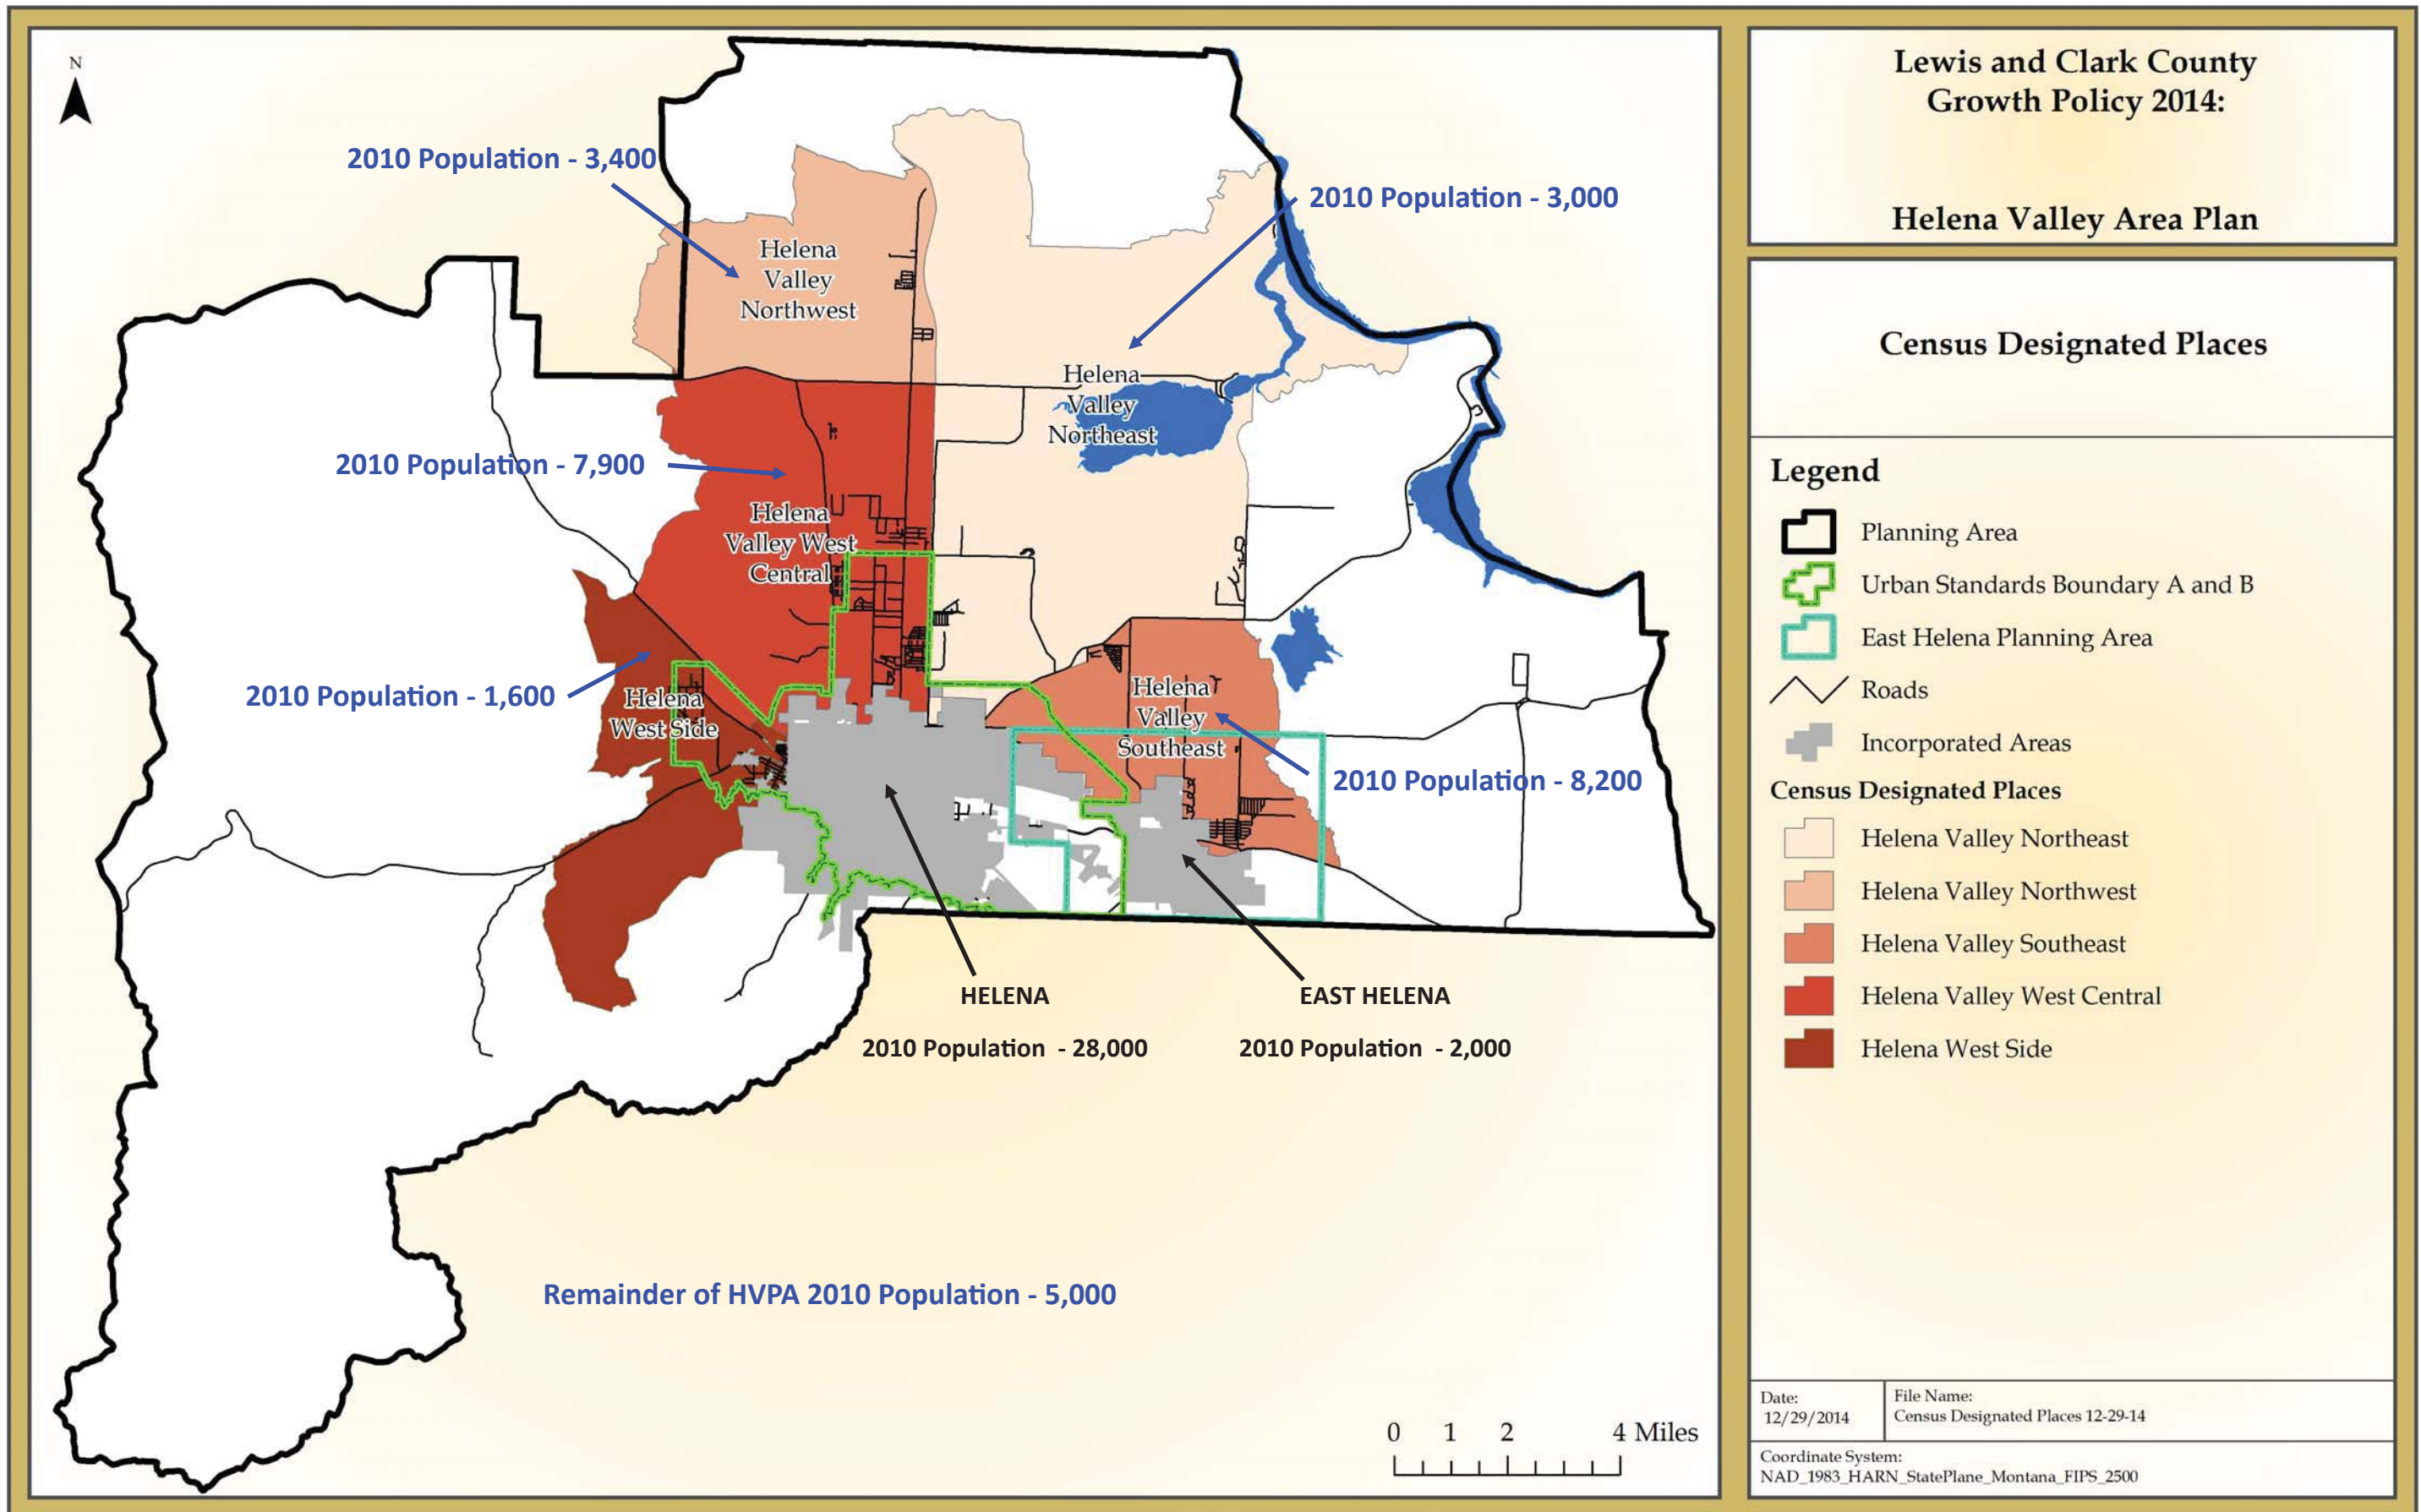 N
2010 Population - 3,400
2010 Population - 3,000
Helena
Valley
Northwest
Helena
Valley
Northeast
2010 Population - 7,900
Helena
Valley West
Central
2010 Population - 1,600
Helena
West Side
Helena
Valley
Southeast
2010 Population - 8,200
HELENA
2010 Population - 28,000
EAST HELENA
2010 Population - 2,000
Remainder of HVPA 2010 Population - 5,000
0 1 2 4 Miles
Lewis and Clark County
Growth Policy 2014:
Helena Valley Area Plan
Census Designated Places
Legend
Planning Area
Urban Standards Boundary A and B
East Helena Planning Area
Roads
Incorporated Areas
Census Designated Places
Helena Valley Northeast
Helena Valley Northwest
Helena Valley Southeast
Helena Valley West Central
Helena West Side
Date:
12/29/2014
File Name:
Census Designated Places 12-29-14
Coordinate System:
NAD_1983_HARN_StatePlane_Montana_FIPS_2500